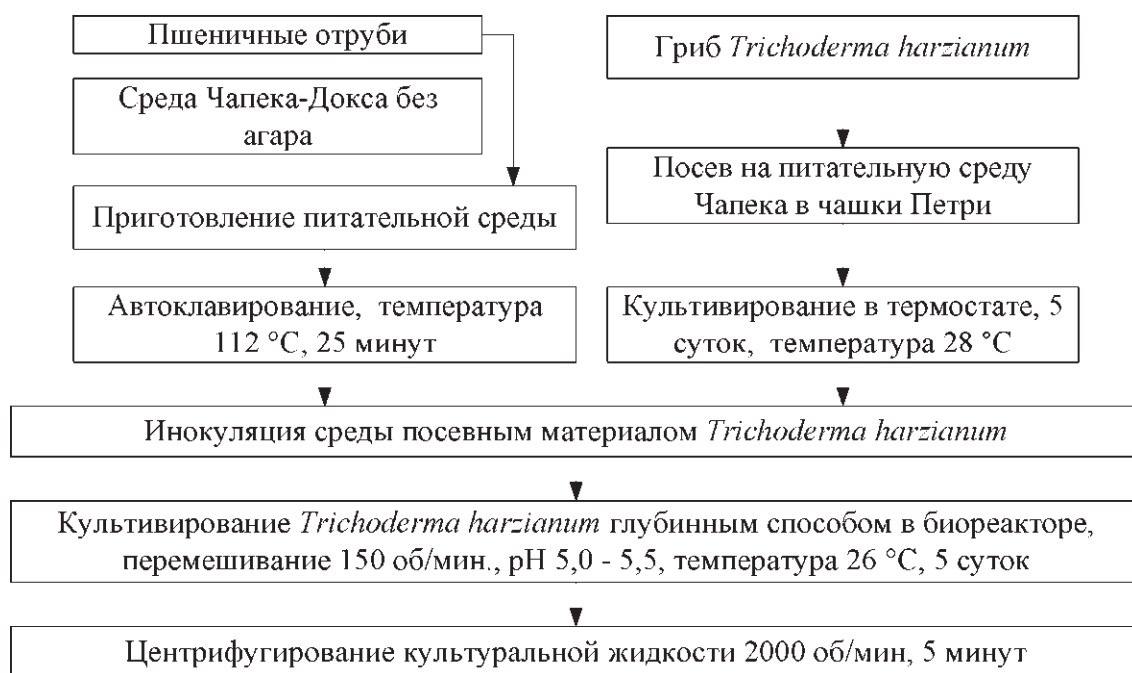 Пшеничные отруби
Среда Чапека-Докса без
агара
Приготовление питательной среды
Автоклавирование, температура
112 °С, 25 минут
Гриб Trichoderma harzianum
Посев на питательную среду
Чапека в чашки Петри
Культивирование в термостате, 5
суток, температура 28 °С
Инокуляция среды посевным материалом Trichoderma harzianum
Культивирование Trichoderma harzianum глубинным способом в биореакторе,
перемешивание 150 об/мин., рН 5,0 - 5,5, температура 26 °С, 5 суток
Центрифугирование культуральной жидкости 2000 об/мин, 5 минут